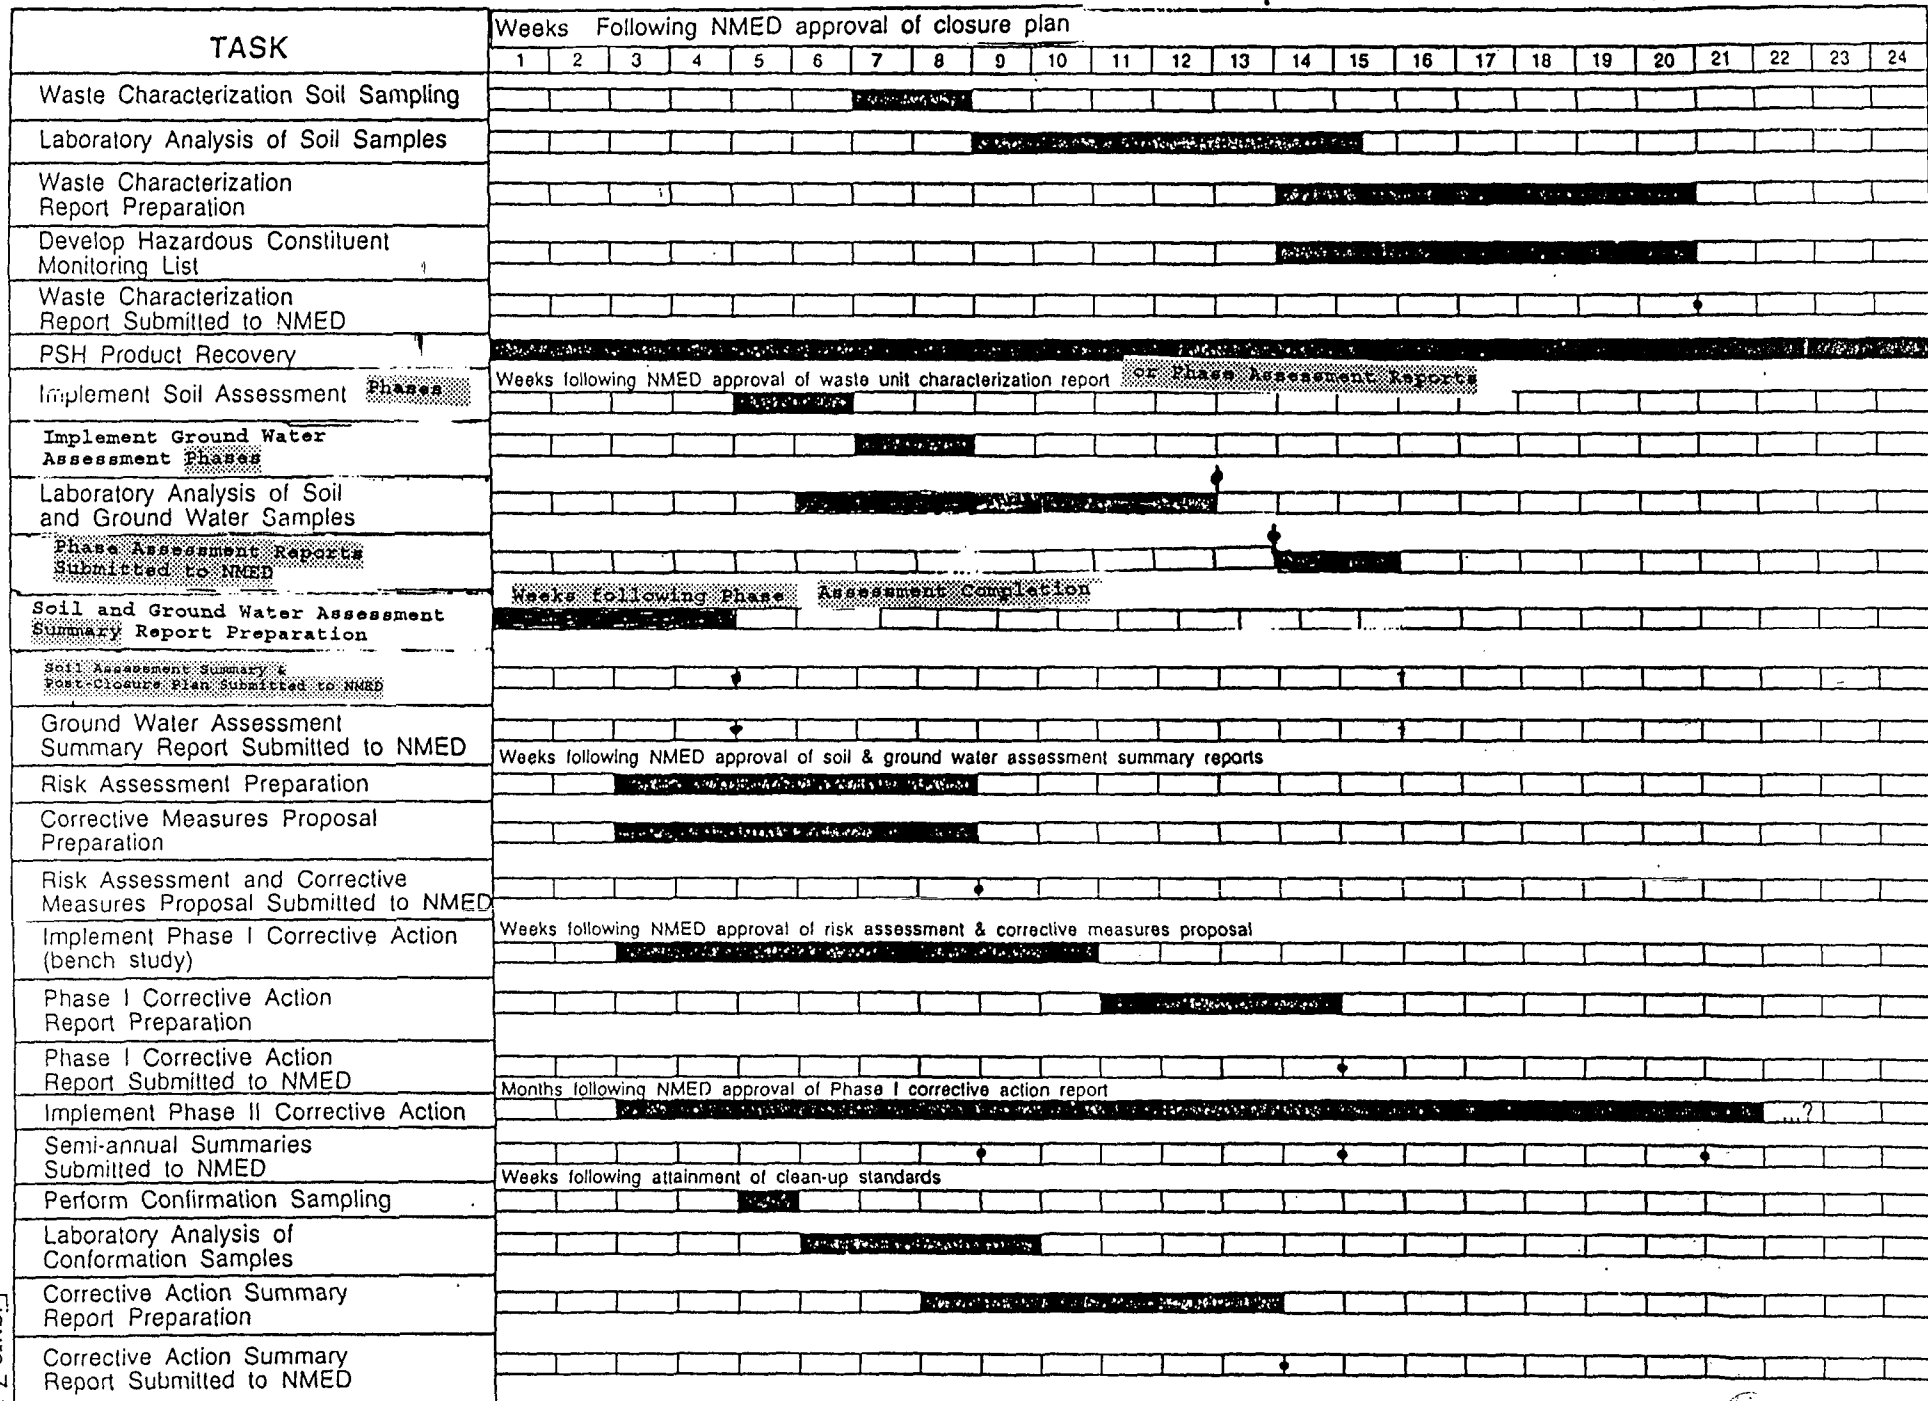 TASK
Weeks Following NMED approval of closure plan
1 2 3 4 5 6 7 8 9 10 11 12 13 14 15 16 17 18 19 20 21 22 23 24
Waste Characterization Soil Sampling
Laboratory Analysis of Soil Samples
Waste Characterization
Report Preparation
Develop Hazardous Constituent
Monitoring List
Waste Characterization
Report Submitted to NMED
PSH Product Recovery
Implement Soil Assessment Phases
Weeks following NMED approval of waste unit characterization report or Phase Assessment Reports
Implement Ground Water
Assessment Phases
Laboratory Analysis of Soil
and Ground Water Samples
Phase Assessment Reports
Submitted to NMED
Weeks following Phase Assessment Completion
Soil and Ground Water Assessment
Summary Report Preparation
Soil Assessment Summary &
Post-Closure Plan Submitted to NMED
Ground Water Assessment
Summary Report Submitted to NMED
Weeks following NMED approval of soil & ground water assessment summary reports
Risk Assessment Preparation
Corrective Measures Proposal
Preparation
Risk Assessment and Corrective
Measures Proposal Submitted to NMED
Weeks following NMED approval of risk assessment & corrective measures proposal
Implement Phase I Corrective Action
(bench study)
Phase I Corrective Action
Report Preparation
Phase I Corrective Action
Report Submitted to NMED
Months following NMED approval of Phase I corrective action report
Implement Phase II Corrective Action
...?
Semi-annual Summaries
Submitted to NMED
Weeks following attainment of clean-up standards
Perform Confirmation Sampling
Laboratory Analysis of
Conformation Samples
Corrective Action Summary
Report Preparation
Corrective Action Summary
Report Submitted to NMED